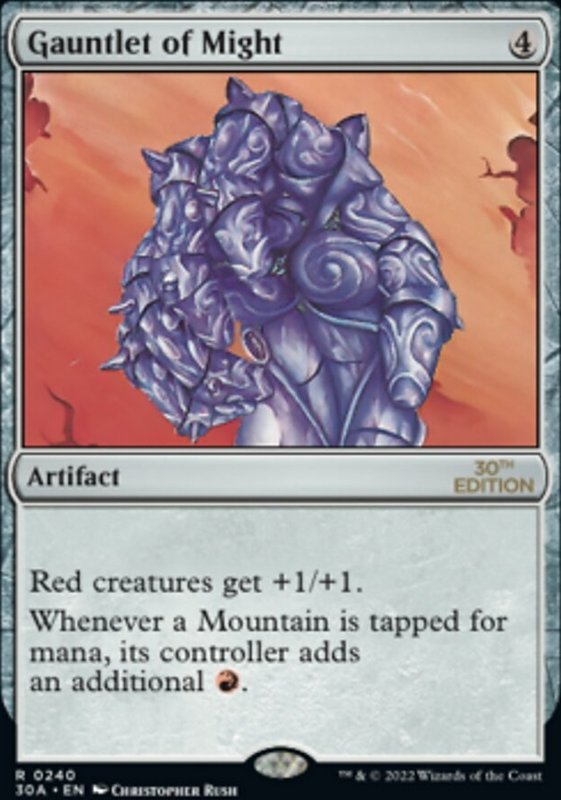 Gauntlet of Might 4
Artifact
30TH
EDITION
Red creatures get +1/+1.
Whenever a Mountain is tapped for
mana, its controller adds
an additional .
R 0240
30A • EN Christopher Rush
™ & © 2022 Wizards of the Coast